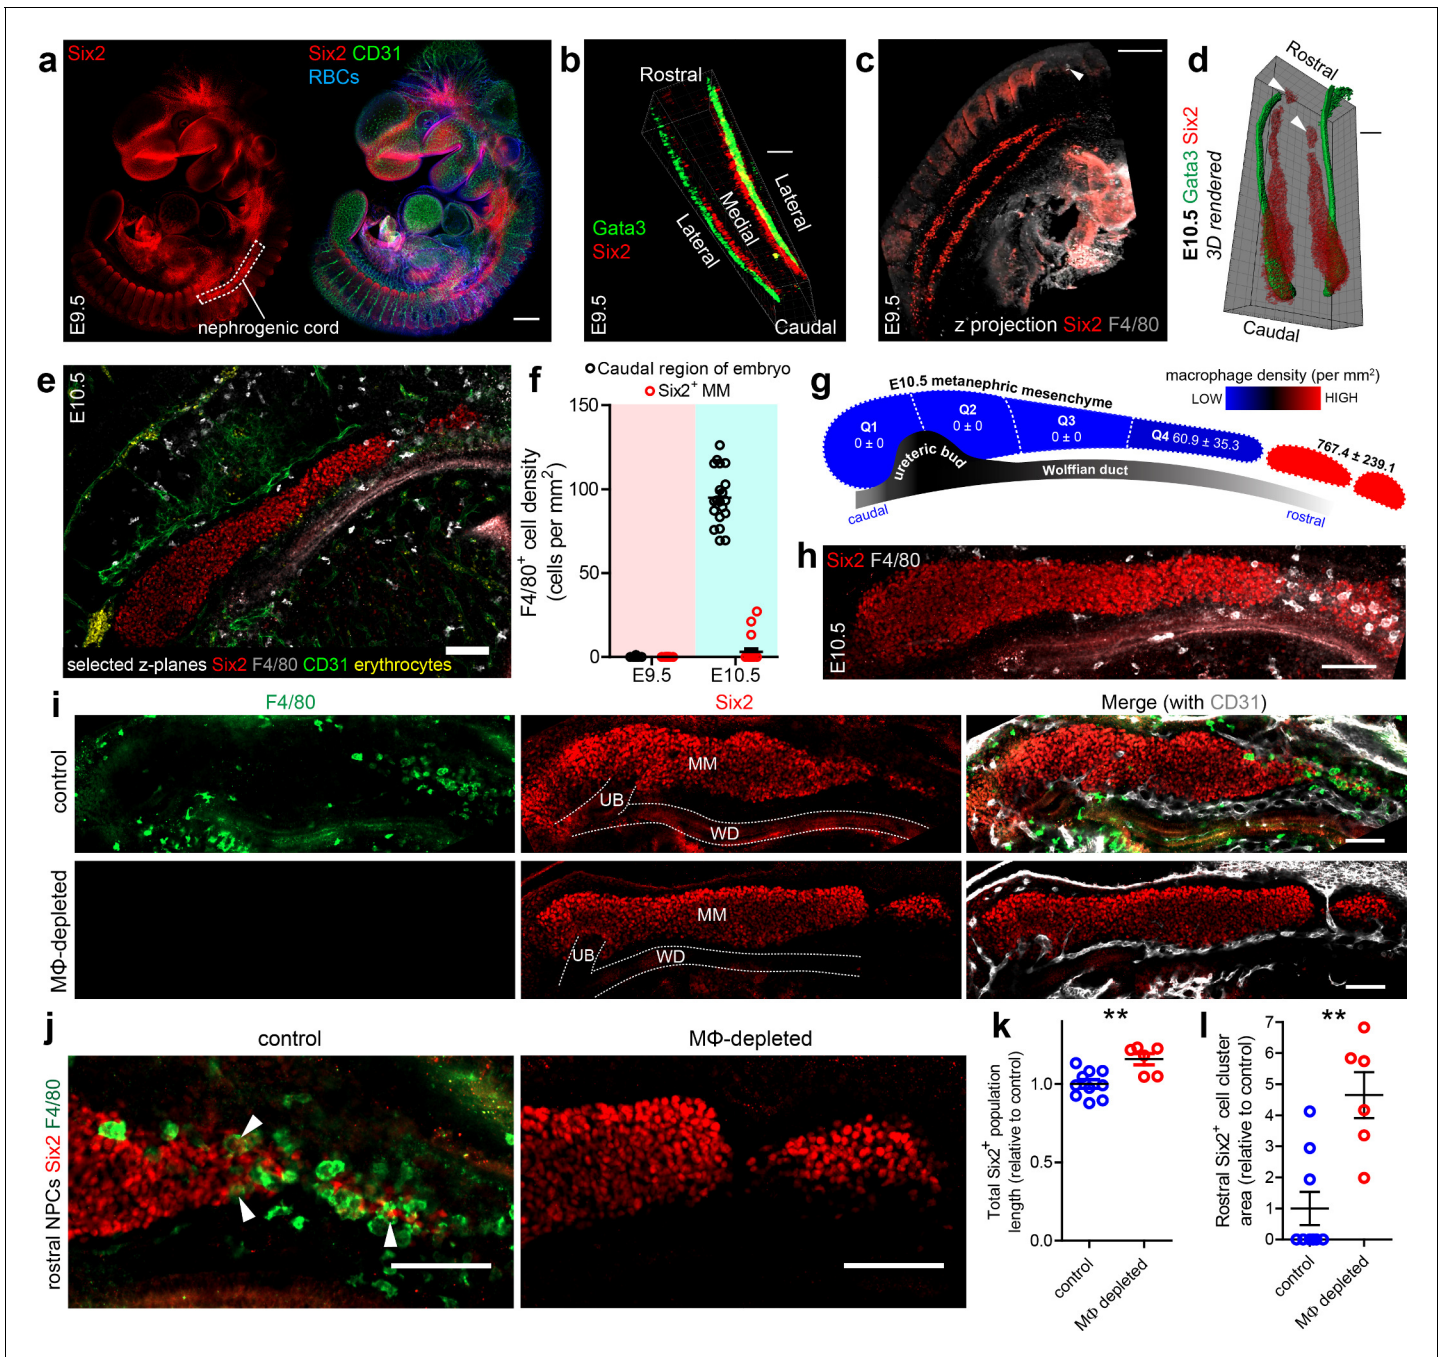 a
Six2
Six2 CD31
RBCs
E9.5
nephrogenic cord
b
Rostral
Lateral
Medial
Lateral
Gata3
Six2
E9.5
Caudal
c
E9.5
z projection Six2 F4/80
d
Rostral
E10.5 Gata3 Six2
3D rendered
Caudal
e
E10.5
selected z-planes Six2 F4/80 CD31 erythrocytes
f
Caudal region of embryo
Six2+ MM
F4/80+ cell density
(cells per mm2)
150
100
50
0
E9.5
E10.5
g
macrophage density (per mm2)
LOW
HIGH
E10.5 metanephric mesenchyme
Q1
0 ± 0
Q2
0 ± 0
Q3
0 ± 0
Q4 60.9 ± 35.3
767.4 ± 239.1
ureteric bud
Wolffian duct
caudal
rostral
h
Six2 F4/80
E10.5
i
F4/80
Six2
Merge (with CD31)
control
MM
UB
WD
MΦ-depleted
MM
UB
WD
j
control
MΦ-depleted
rostral NPCs Six2 F4/80
k
**
Total Six2+ population
length (relative to control)
1.0
0.5
0.0
control
MΦ depleted
l
**
Rostral Six2+ cell cluster
area (relative to control)
7
6
5
4
3
2
1
0
control
MΦ depleted